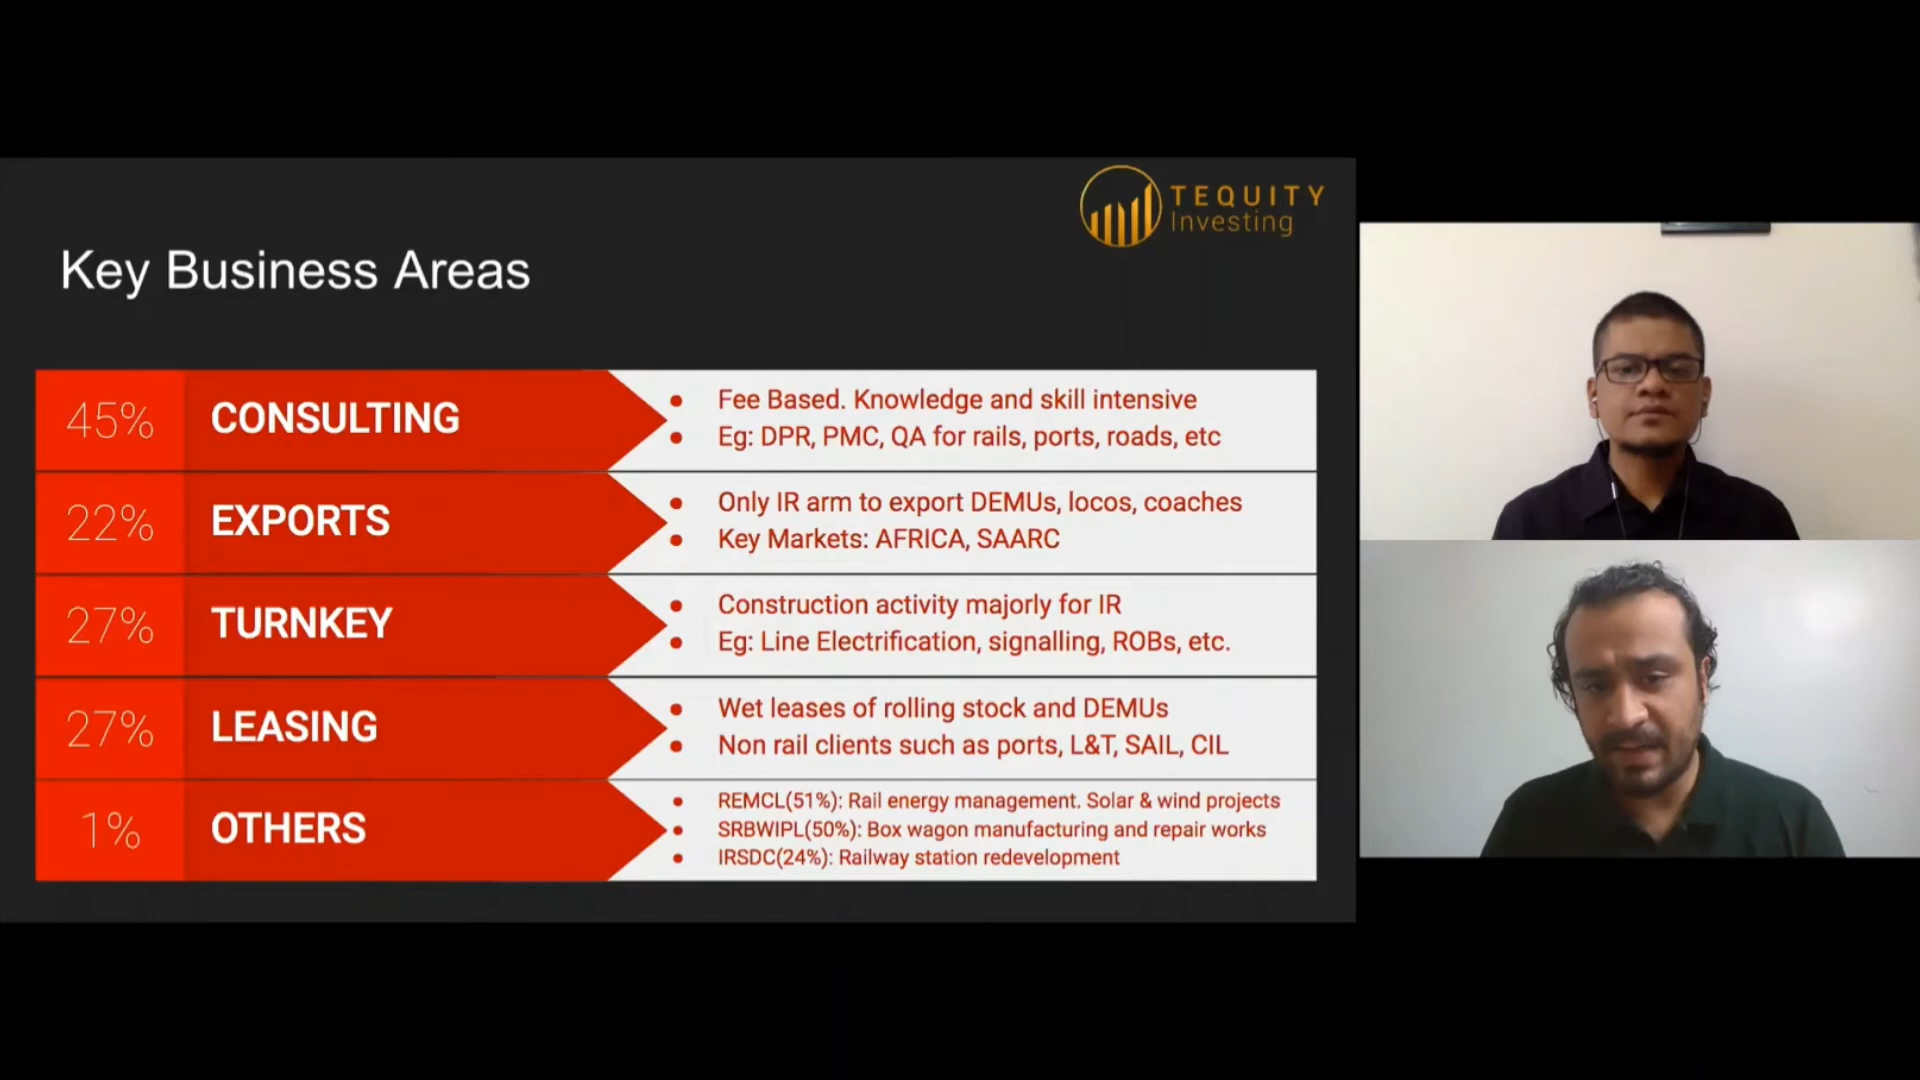 TEQUITY
Investing
Key Business Areas
45%
CONSULTING
Fee Based. Knowledge and skill intensive
Eg: DPR, PMC, QA for rails, ports, roads, etc
22%
EXPORTS
Only IR arm to export DEMUs, locos, coaches
Key Markets: AFRICA, SAARC
27%
TURNKEY
Construction activity majorly for IR
Eg: Line Electrification, signalling, ROBs, etc.
27%
LEASING
Wet leases of rolling stock and DEMUs
Non rail clients such as ports, L&T, SAIL, CIL
1%
OTHERS
REMCL(51%): Rail energy management. Solar & wind projects
SRBWIPL(50%): Box wagon manufacturing and repair works
IRSDC(24%): Railway station redevelopment